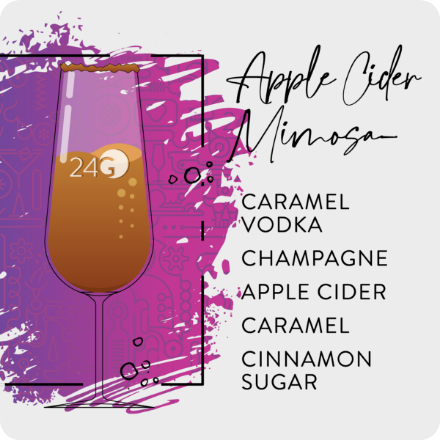 Apple Cider
Mimosa
24G
CARAMEL
VODKA
CHAMPAGNE
APPLE CIDER
CARAMEL
CINNAMON
SUGAR